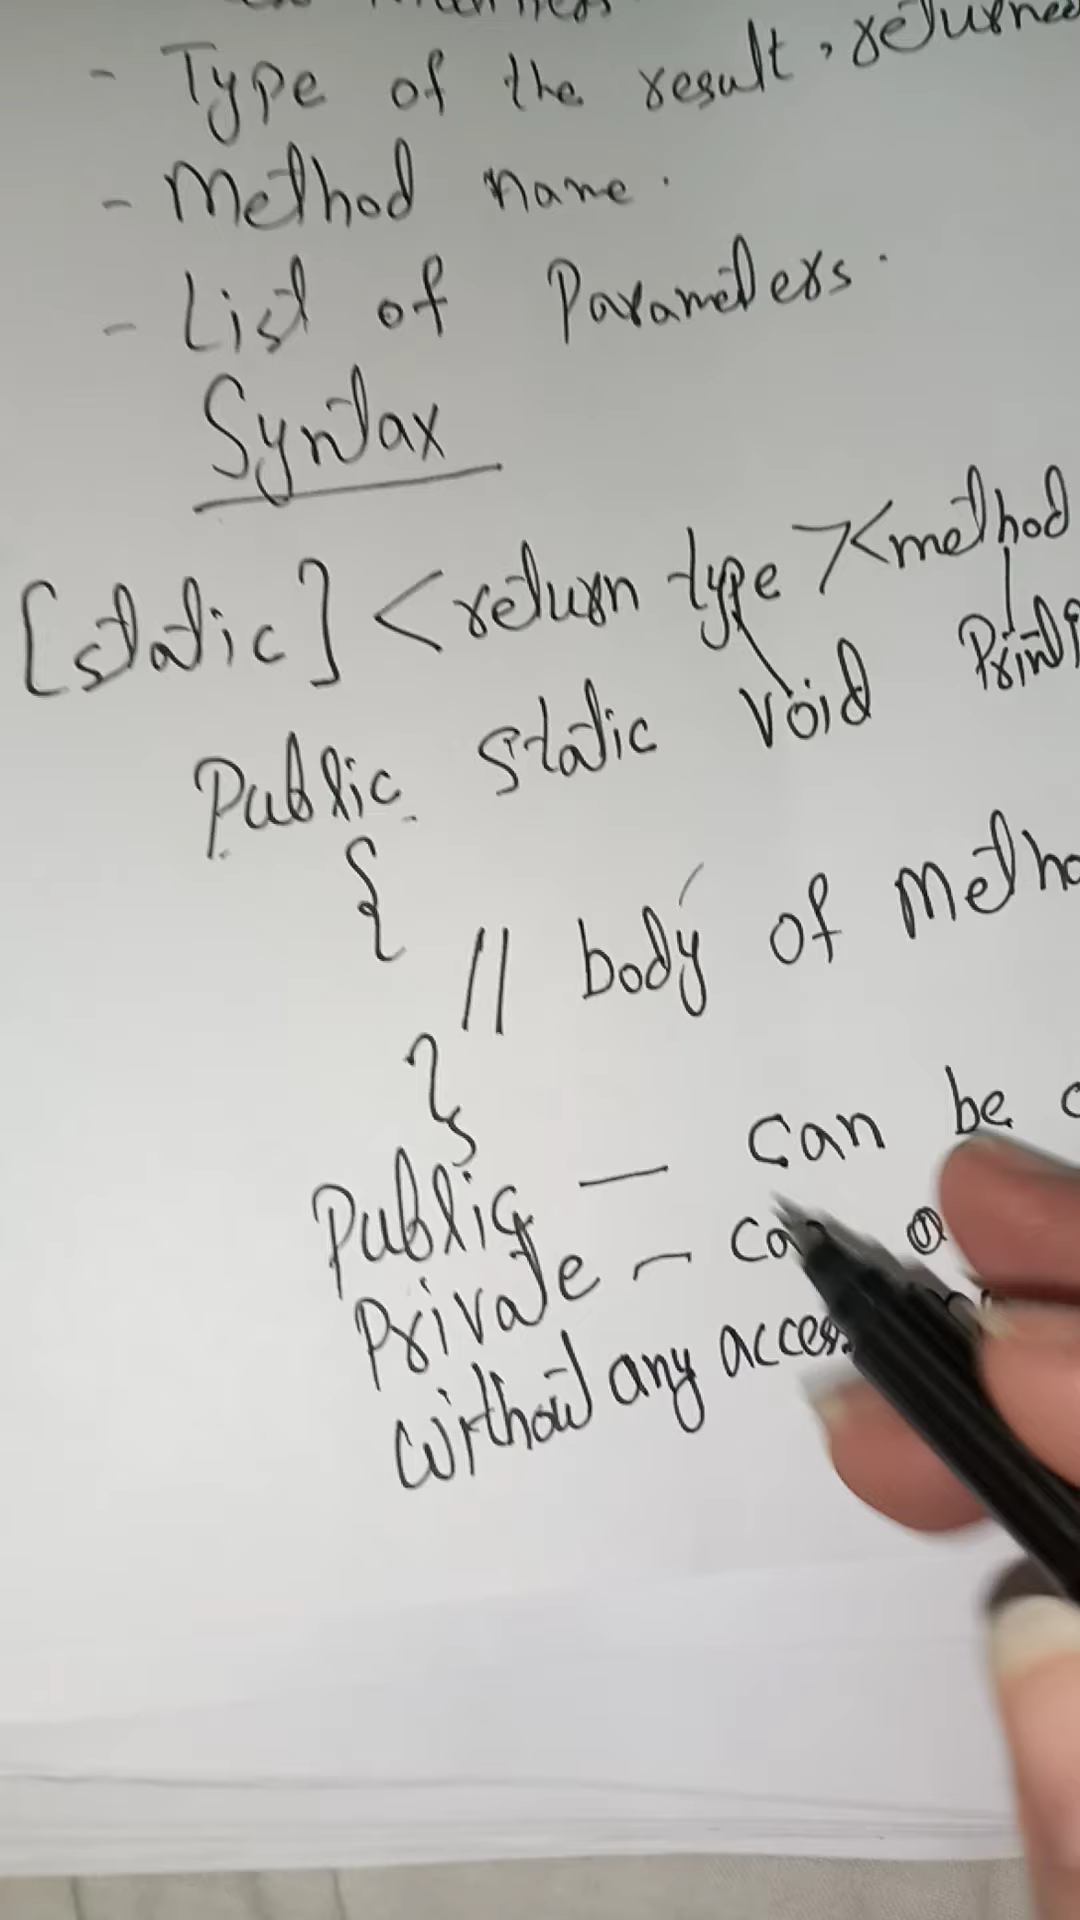 - Type of the result, returned
- Method name.
- List of Parameters.
Syntax
[static] <return type><method
Public static void
{
// body of
}
Public — can be
Private —
without any